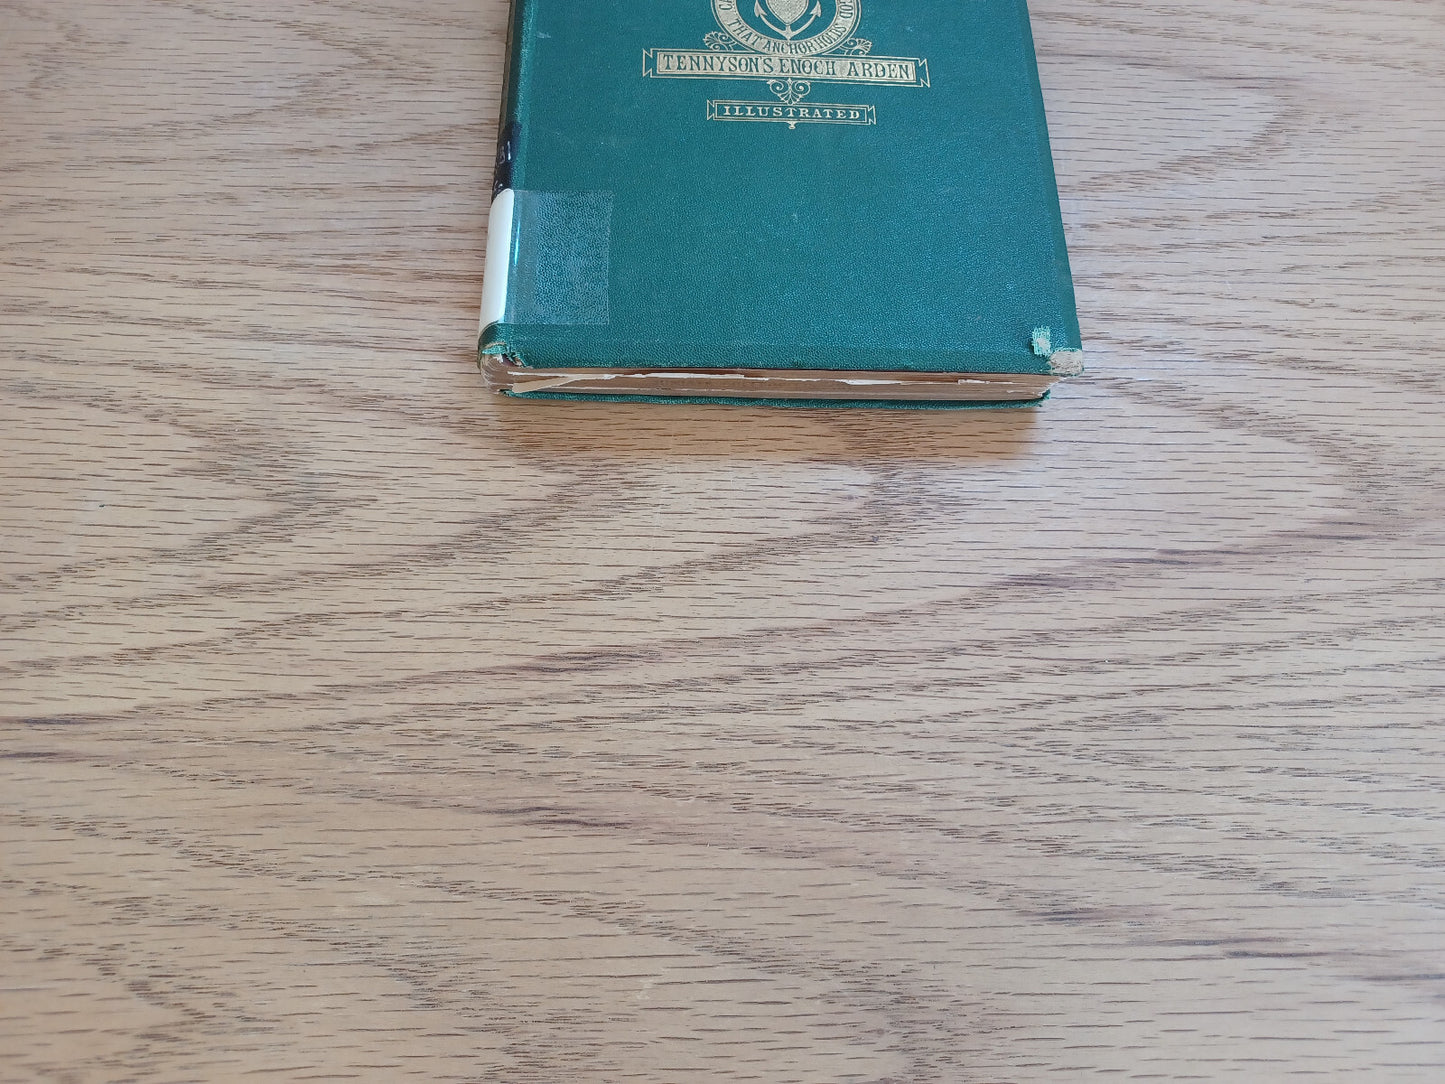 THAT ANCHOR HOLDS
TENNYSON'S ENOCH ARDEN
ILLUSTRATED